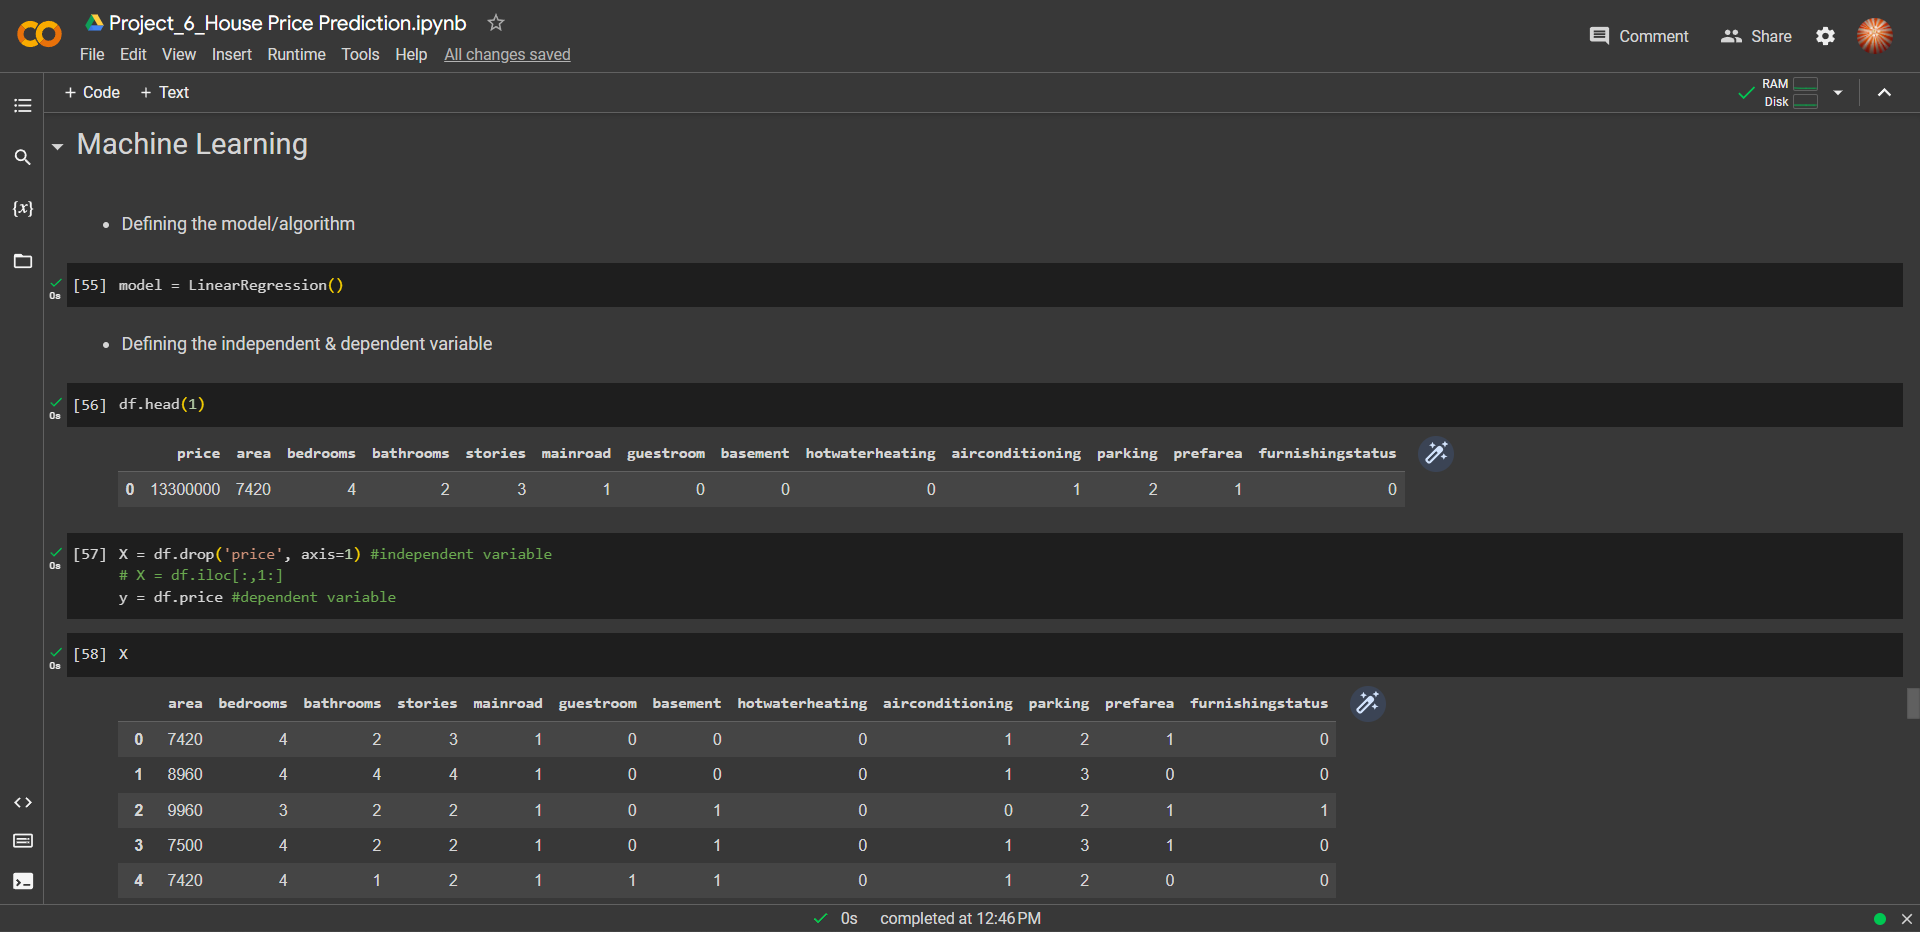 Project_6_House Price Prediction.ipynb
File Edit View Insert Runtime Tools Help All changes saved
Comment Share
+ Code + Text
RAM
Disk
Machine Learning
• Defining the model/algorithm
0s
[55] model = LinearRegression()
• Defining the independent & dependent variable
0s
[56] df.head(1)
price area bedrooms bathrooms stories mainroad guestroom basement hotwaterheating airconditioning parking prefarea furnishingstatus
0 13300000 7420 4 2 3 1 0 0 0 1 2 1 0
0s
[57] X = df.drop('price', axis=1) #independent variable
# X = df.iloc[:,1:]
y = df.price #dependent variable
0s
[58] X
area bedrooms bathrooms stories mainroad guestroom basement hotwaterheating airconditioning parking prefarea furnishingstatus
0 7420 4 2 3 1 0 0 0 1 2 1 0
1 8960 4 4 4 1 0 0 0 1 3 0 0
2 9960 3 2 2 1 0 1 0 0 2 1 1
3 7500 4 2 2 1 0 1 0 1 3 1 0
4 7420 4 1 2 1 1 1 0 1 2 0 0
0s completed at 12:46 PM